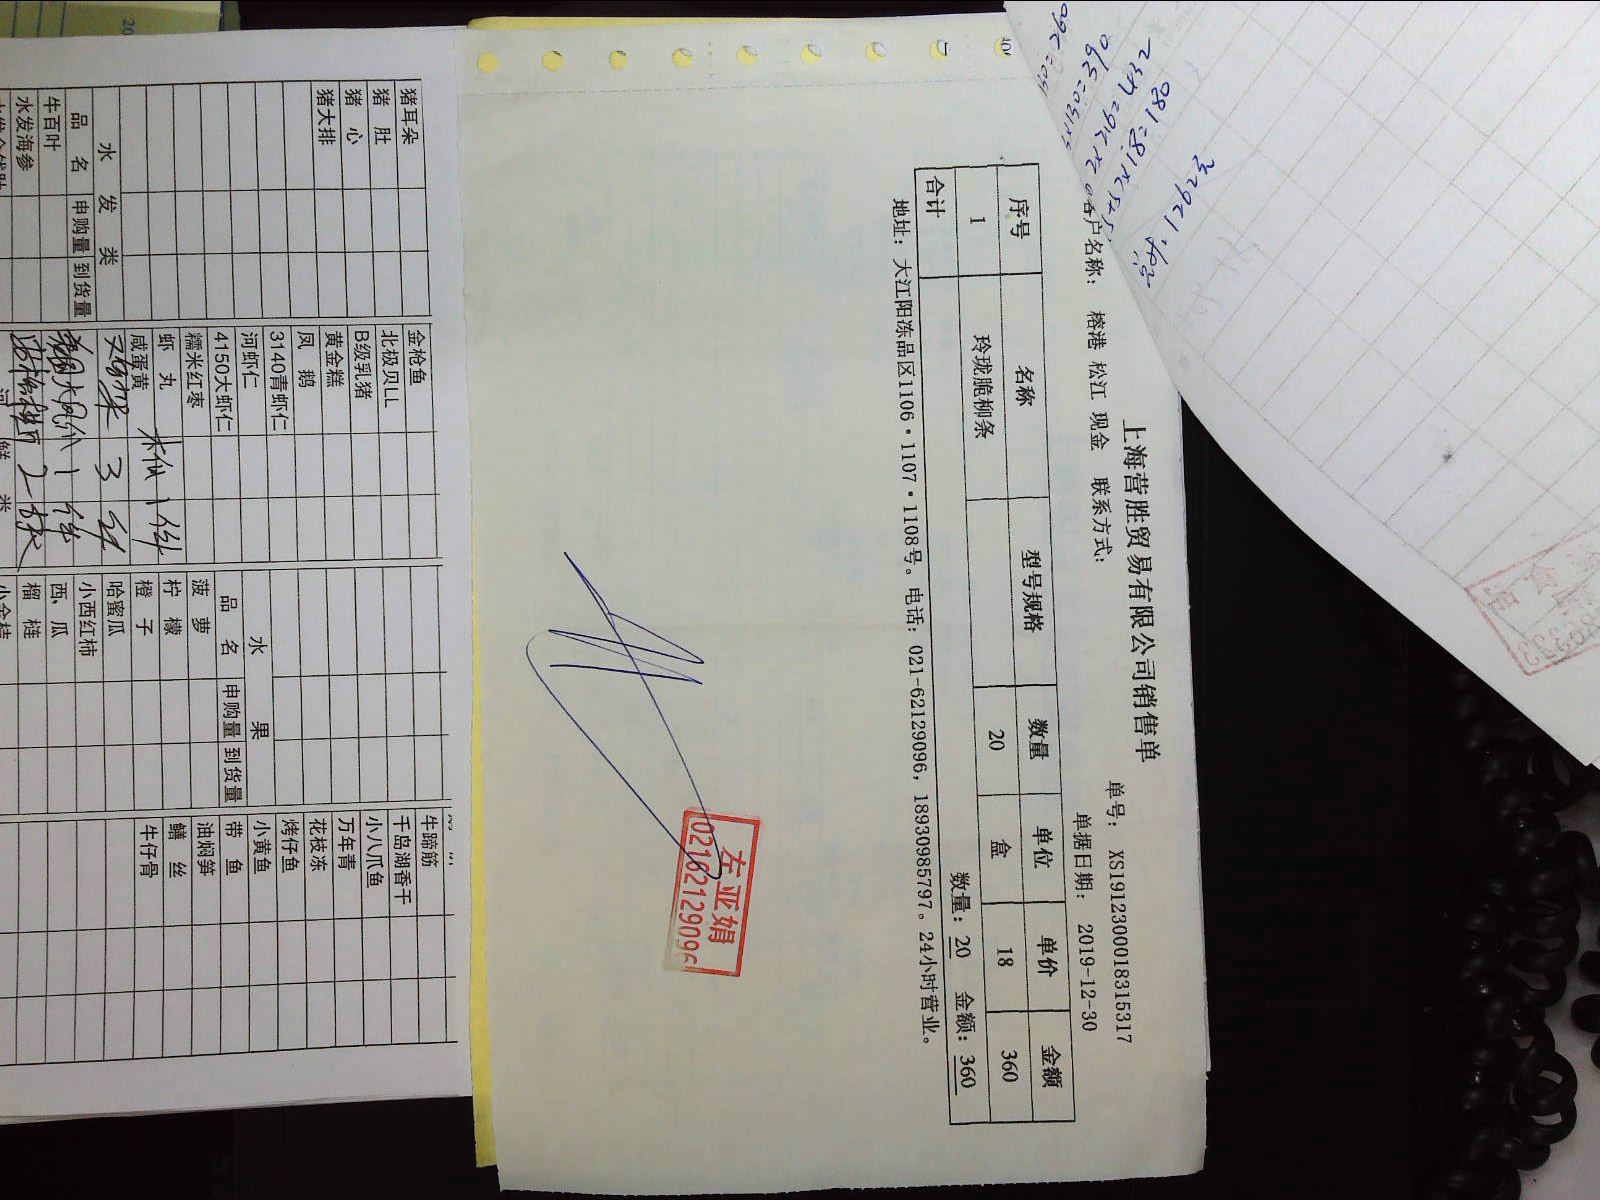 上海营胜贸易有限公司销售单
单号： XS19123000018315317
客户名称： 榕港 松江 现金 联系方式： 单据日期： 2019-12-30
序号 名称 型号规格 数量 单位 单价 金额
1 玲珑脆柳条 20 盒 18 360
合计 数量：20 金额：360
地址：大江阳冻品区1106·1107·1108号。电话：021-62129096，18930985797。24小时营业。
左亚娟
02162129096
猪耳朵
猪 肚
猪 心
猪大排
水 发 类
品 名 申购量 到货量
牛百叶
水发海参
金枪鱼
北极贝LL
B级乳猪
黄金糕
凤 鹅
3140青虾仁
河虾仁
4150大虾仁
糯米红枣
虾 丸
咸蛋黄
水 果
品 名 申购量 到货量
菠 萝
柠 檬
橙 子
哈蜜瓜
小西红柿
西、瓜
榴 梿
牛蹄筋
千岛湖香干
小八爪鱼
万年青
花枝冻
烤仔鱼
小黄鱼
带 鱼
油焖笋
鳝 丝
牛仔骨
2×216=432
18=180
1262元